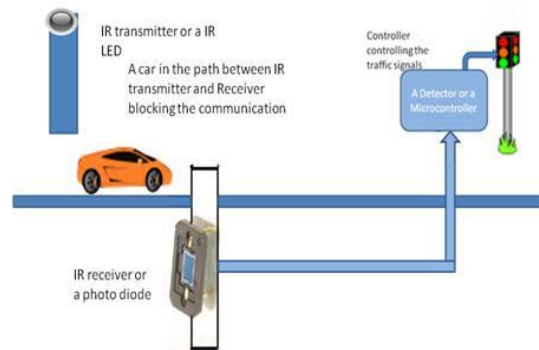 IR transmitter or a IR
LED
A car in the path between IR
transmitter and Receiver
blocking the communication
Controller
controlling the
traffic signals
A Detector or a
Microcontroller
IR receiver or
a photo diode